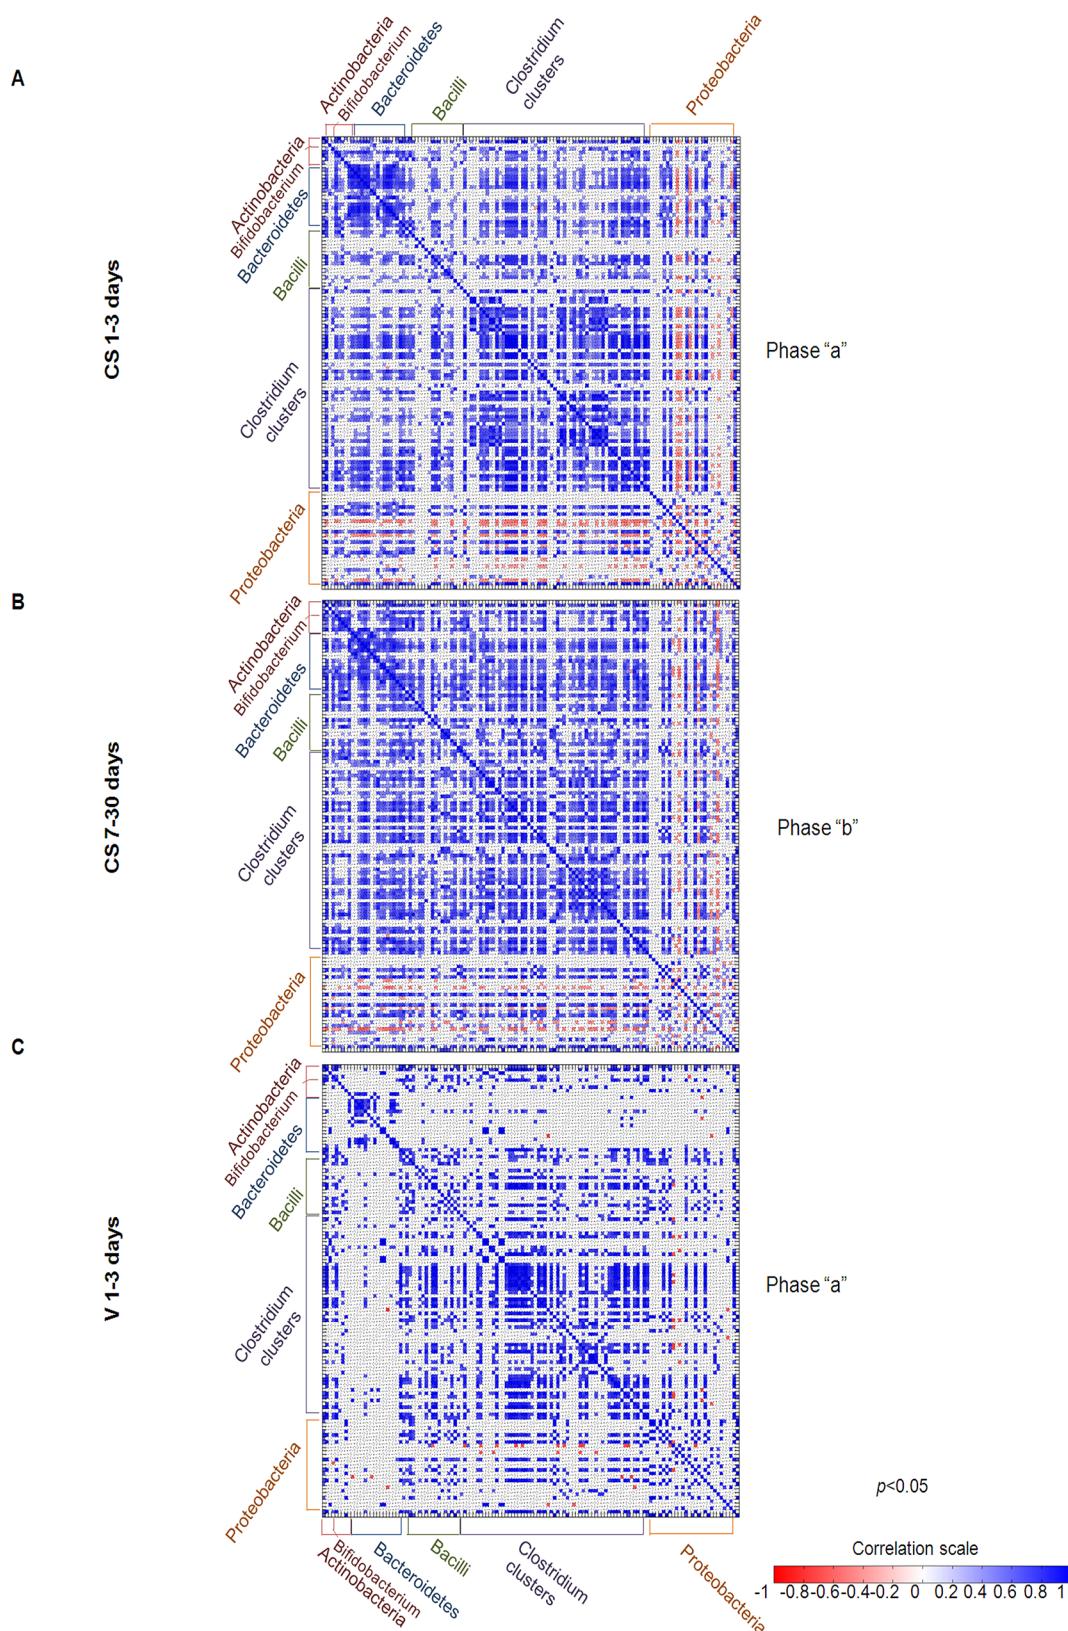 A
Actinobacteria
Bifidobacterium
Bacteroidetes
Bacilli
Clostridium
clusters
Proteobacteria
CS 1-3 days
Actinobacteria
Bifidobacterium
Bacteroidetes
Bacilli
Clostridium
clusters
Proteobacteria
Phase “a”
B
CS 7-30 days
Actinobacteria
Bifidobacterium
Bacteroidetes
Bacilli
Clostridium
clusters
Proteobacteria
Phase “b”
C
V 1-3 days
Actinobacteria
Bifidobacterium
Bacteroidetes
Bacilli
Clostridium
clusters
Proteobacteria
Phase “a”
Bifidobacterium
Actinobacteria
Bacteroidetes
Bacilli
Clostridium
clusters
Proteobacteria
p<0.05
Correlation scale
-1 -0.8-0.6-0.4-0.2 0 0.2 0.4 0.6 0.8 1